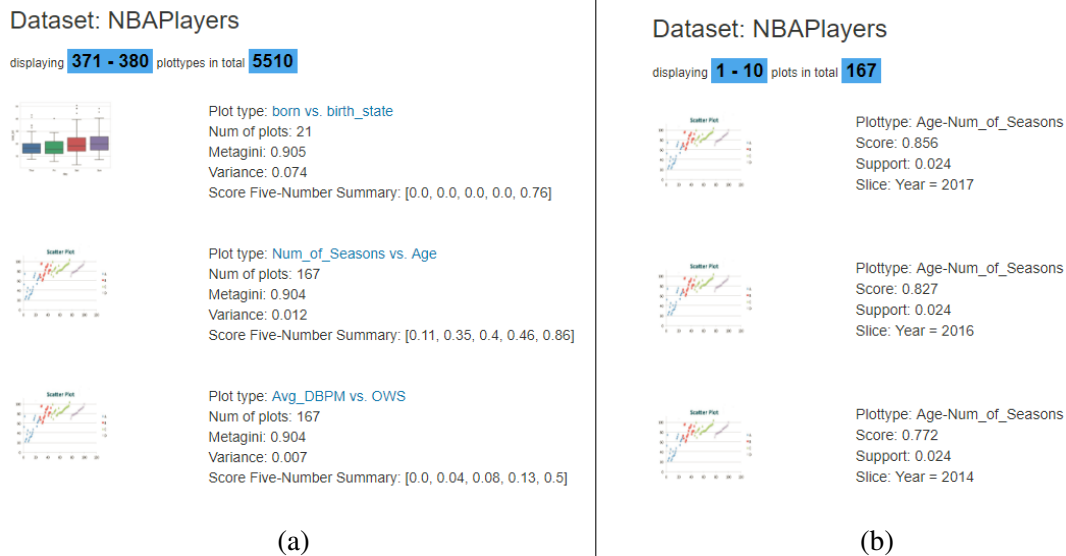 Dataset: NBAPlayers
displaying 371 - 380 plottypes in total 5510
Plot type: born vs. birth_state
Num of plots: 21
Metagini: 0.905
Variance: 0.074
Score Five-Number Summary: [0.0, 0.0, 0.0, 0.0, 0.76]
Scatter Plot
Plot type: Num_of_Seasons vs. Age
Num of plots: 167
Metagini: 0.904
Variance: 0.012
Score Five-Number Summary: [0.11, 0.35, 0.4, 0.46, 0.86]
Scatter Plot
Plot type: Avg_DBPM vs. OWS
Num of plots: 167
Metagini: 0.904
Variance: 0.007
Score Five-Number Summary: [0.0, 0.04, 0.08, 0.13, 0.5]
(a)
Dataset: NBAPlayers
displaying 1 - 10 plots in total 167
Scatter Plot
Plottype: Age-Num_of_Seasons
Score: 0.856
Support: 0.024
Slice: Year = 2017
Scatter Plot
Plottype: Age-Num_of_Seasons
Score: 0.827
Support: 0.024
Slice: Year = 2016
Scatter Plot
Plottype: Age-Num_of_Seasons
Score: 0.772
Support: 0.024
Slice: Year = 2014
(b)